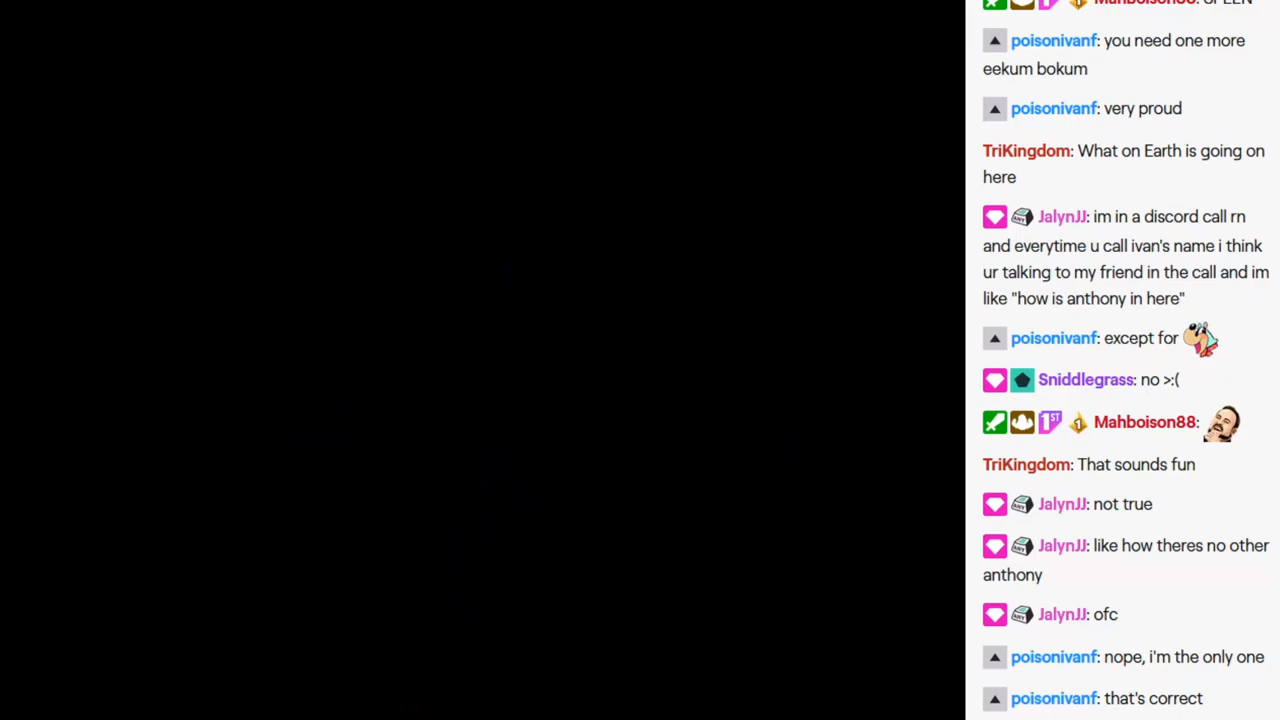 Mahboison88: SPEEN
poisonivanf: you need one more
eekum bokum
poisonivanf: very proud
TriKingdom: What on Earth is going on
here
JalynJJ: im in a discord call rn
and everytime u call ivan's name i think
ur talking to my friend in the call and im
like "how is anthony in here"
poisonivanf: except for
Sniddlegrass: no >:(
1ST 1 Mahboison88:
TriKingdom: That sounds fun
JalynJJ: not true
JalynJJ: like how theres no other
anthony
JalynJJ: ofc
poisonivanf: nope, i'm the only one
poisonivanf: that's correct